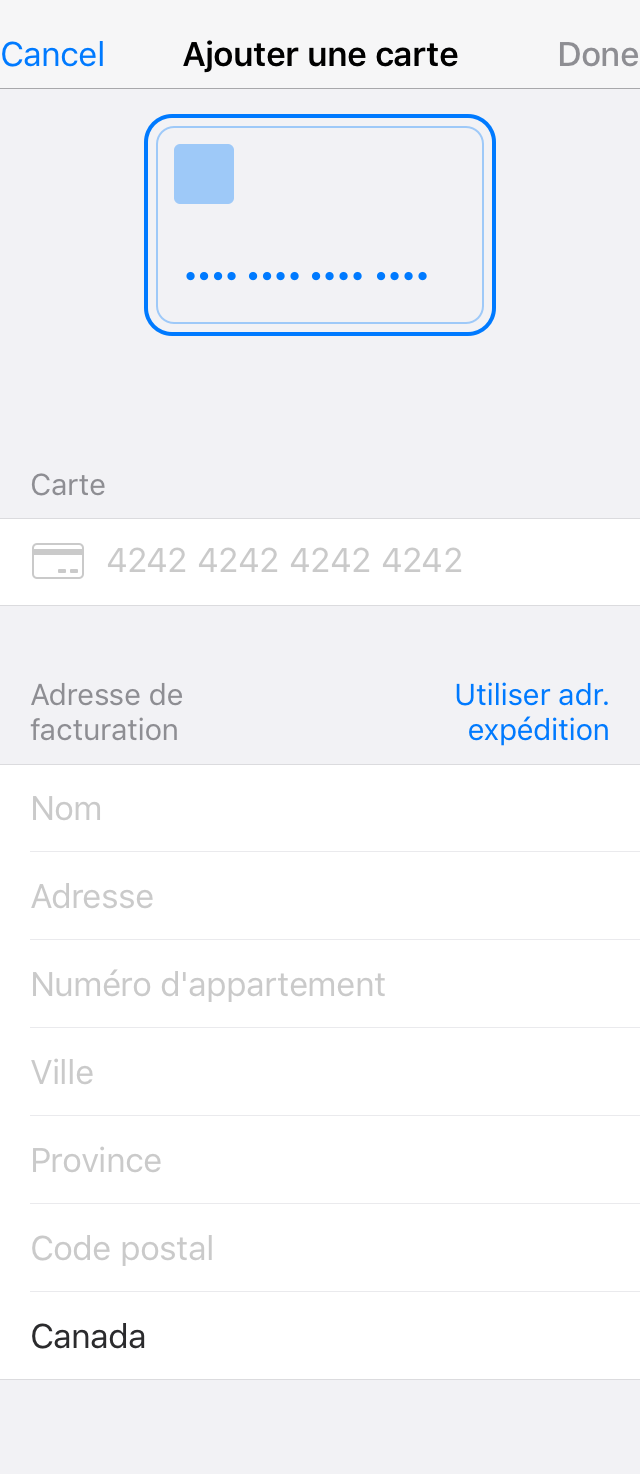 Cancel Ajouter une carte Done
•••• •••• •••• ••••
Carte
4242 4242 4242 4242
Adresse de
facturation
Utiliser adr.
expédition
Nom
Adresse
Numéro d'appartement
Ville
Province
Code postal
Canada